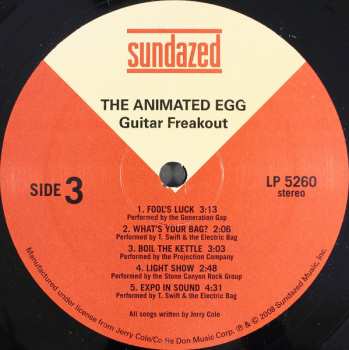 sundazed
THE ANIMATED EGG
Guitar Freakout
SIDE 3
LP 5260
stereo
1. FOOL'S LUCK 3:13
Performed by the Generation Gap
2. WHAT'S YOUR BAG? 2:06
Performed by T. Swift & the Electric Bag
3. BOIL THE KETTLE 3:03
Performed by the Projection Company
4. LIGHT SHOW 2:48
Performed by the Stone Canyon Rock Group
5. EXPO IN SOUND 4:31
Performed by T. Swift & the Electric Bag
All songs written by Jerry Cole
Manufactured under license from Jerry Cole/Co Don Music Corp. ℗ & © 2008 Sundazed Music, Inc.